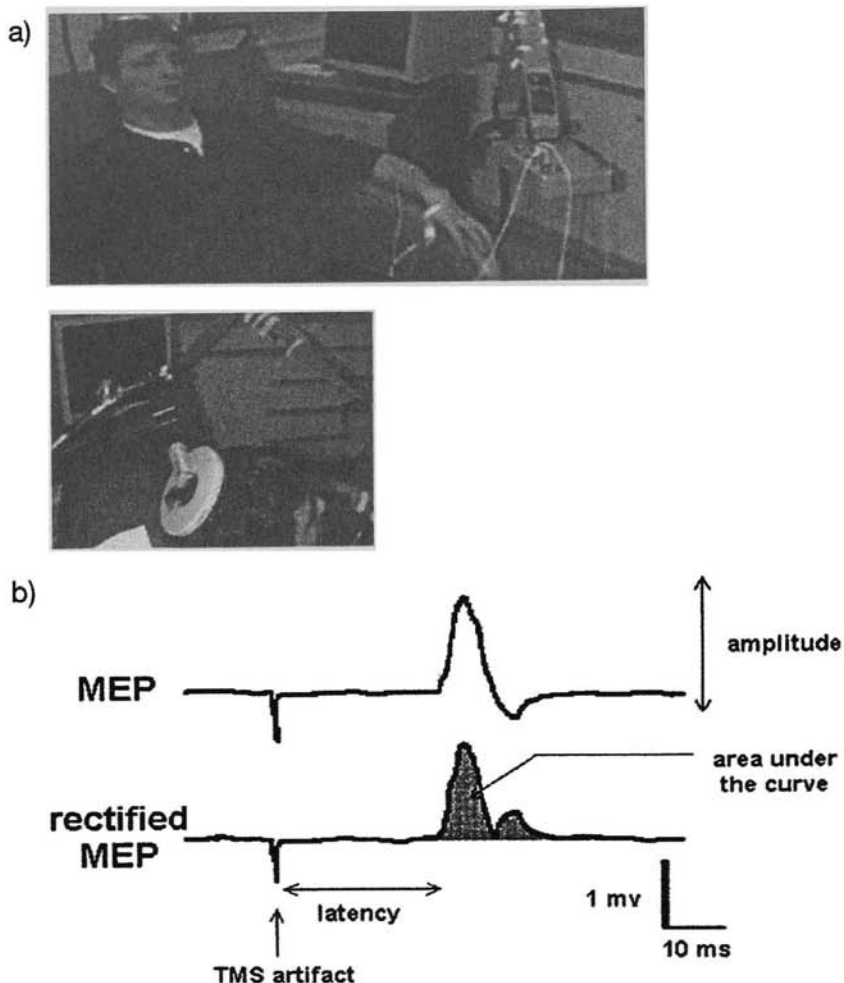 a)
b)
MEP
amplitude
area under
the curve
rectified
MEP
latency
1 mv
10 ms
TMS artifact